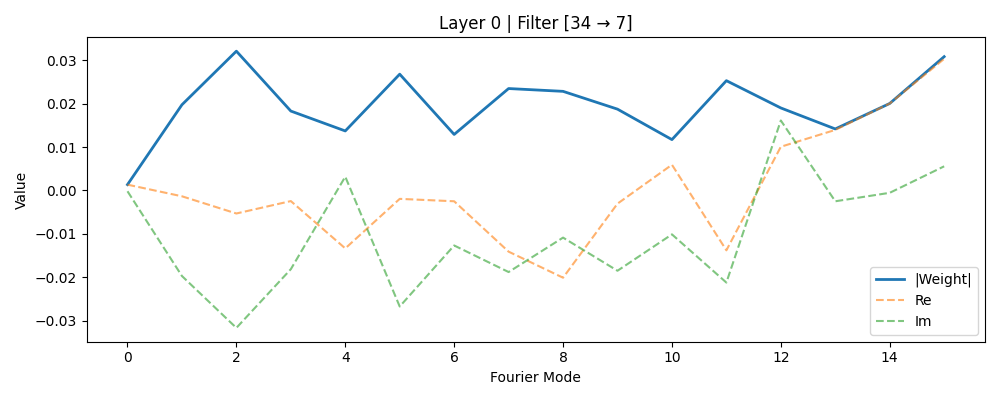 Layer 0 | Filter [34 → 7]
Value
0.03
0.02
0.01
0.00
−0.01
−0.02
−0.03
|Weight|
Re
Im
0 2 4 6 8 10 12 14
Fourier Mode